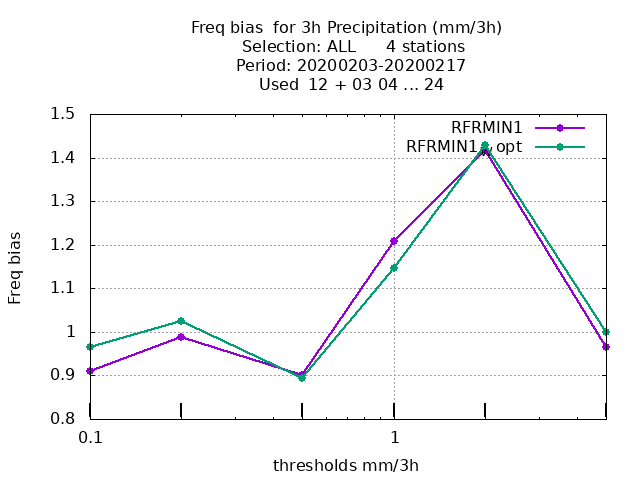 Freq bias  for 3h Precipitation (mm/3h)
Selection: ALL      4 stations
Period: 20200203-20200217
Used  12 + 03 04 ... 24
1.5
1.4
1.3
1.2
1.1
1
0.9
0.8
Freq bias
RFRMIN1
opt
0.1
1
thresholds mm/3h